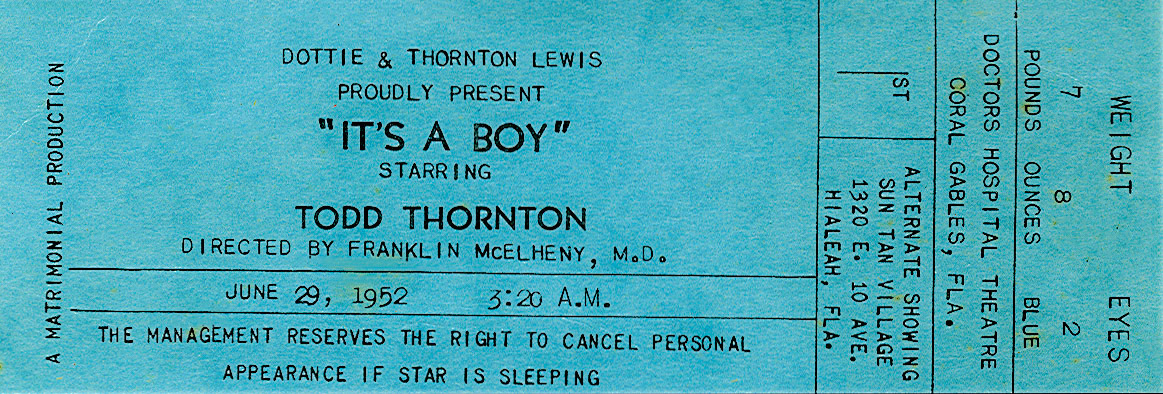 A MATRIMONIAL PRODUCTION
DOTTIE & THORNTON LEWIS
PROUDLY PRESENT
"IT'S A BOY"
STARRING
TODD THORNTON
DIRECTED BY FRANKLIN McELHENY, M.D.
JUNE 29, 1952 3:20 A.M.
THE MANAGEMENT RESERVES THE RIGHT TO CANCEL PERSONAL
APPEARANCE IF STAR IS SLEEPING
WEIGHT EYES
7 8 2
POUNDS OUNCES BLUE
DOCTORS HOSPITAL THEATRE
CORAL GABLES, FLA.
1ST
ALTERNATE SHOWING
SUN TAN VILLAGE
1320 E. 10 AVE.
HIALEAH, FLA.